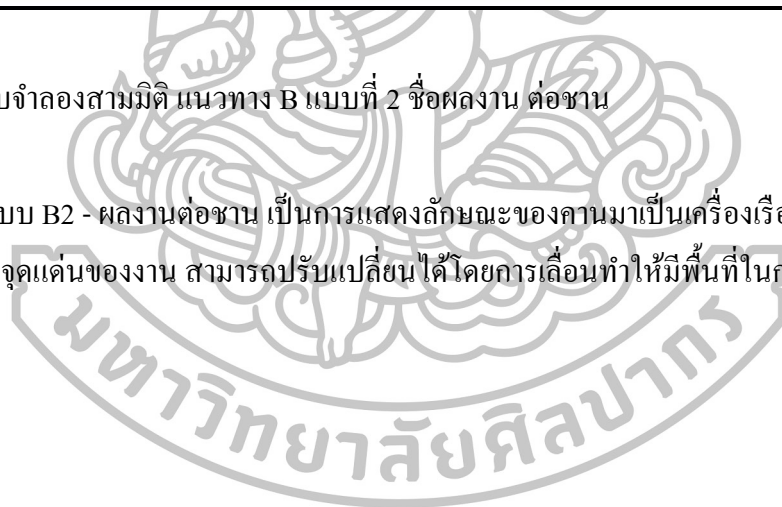 บจำลองสามมิติ แนวทาง B แบบที่ 2 ชื่อผลงาน ต่อชาน
บบ B2 - ผลงานต่อชาน เป็นการแสดงลักษณะของคานมาเป็นเครื่องเรือ
จุดเด่นของงาน สามารถปรับเปลี่ยนได้โดยการเลื่อนทำให้มีพื้นที่ใน
มหาวิทยาลัยศิลปากร